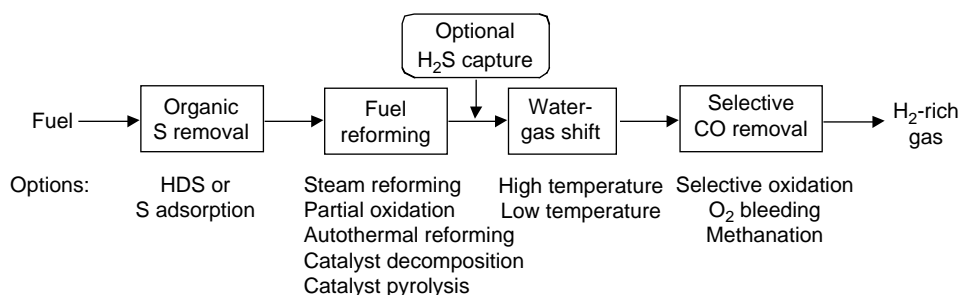 Optional
H₂S capture
Fuel
Organic
S removal
Fuel
reforming
Water-
gas shift
Selective
CO removal
H₂-rich
gas
Options:
HDS or
S adsorption
Steam reforming
Partial oxidation
Autothermal reforming
Catalyst decomposition
Catalyst pyrolysis
High temperature
Low temperature
Selective oxidation
O₂ bleeding
Methanation